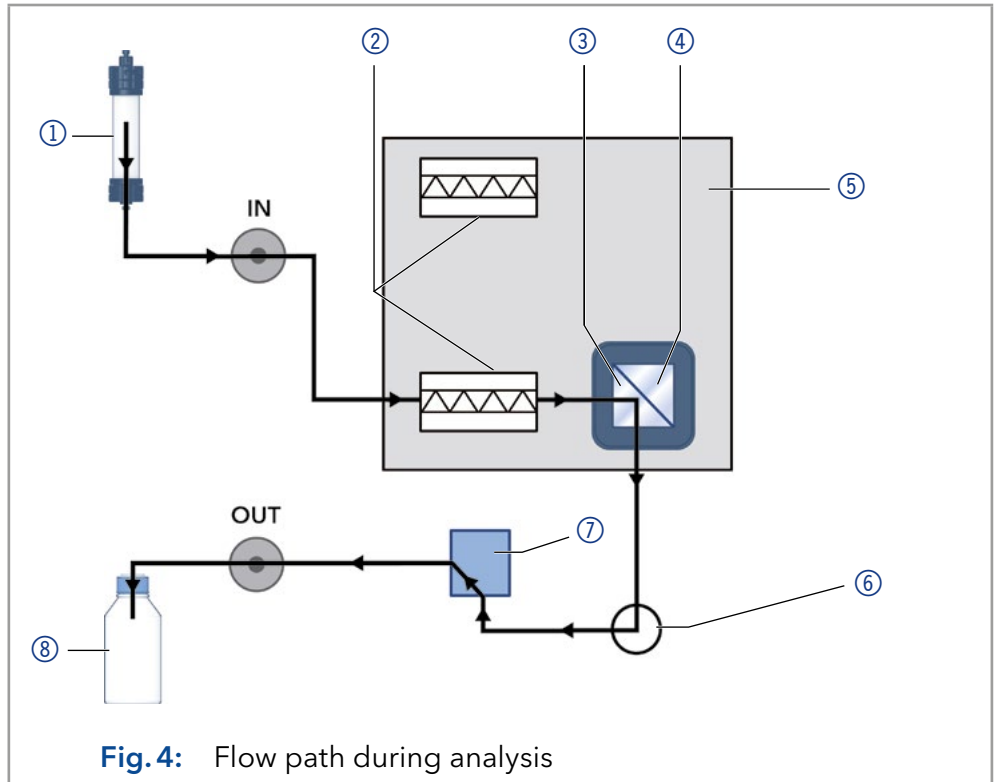 ② ③ ④
①
⑤
IN
OUT
⑦
⑥
⑧
Fig. 4: Flow path during analysis